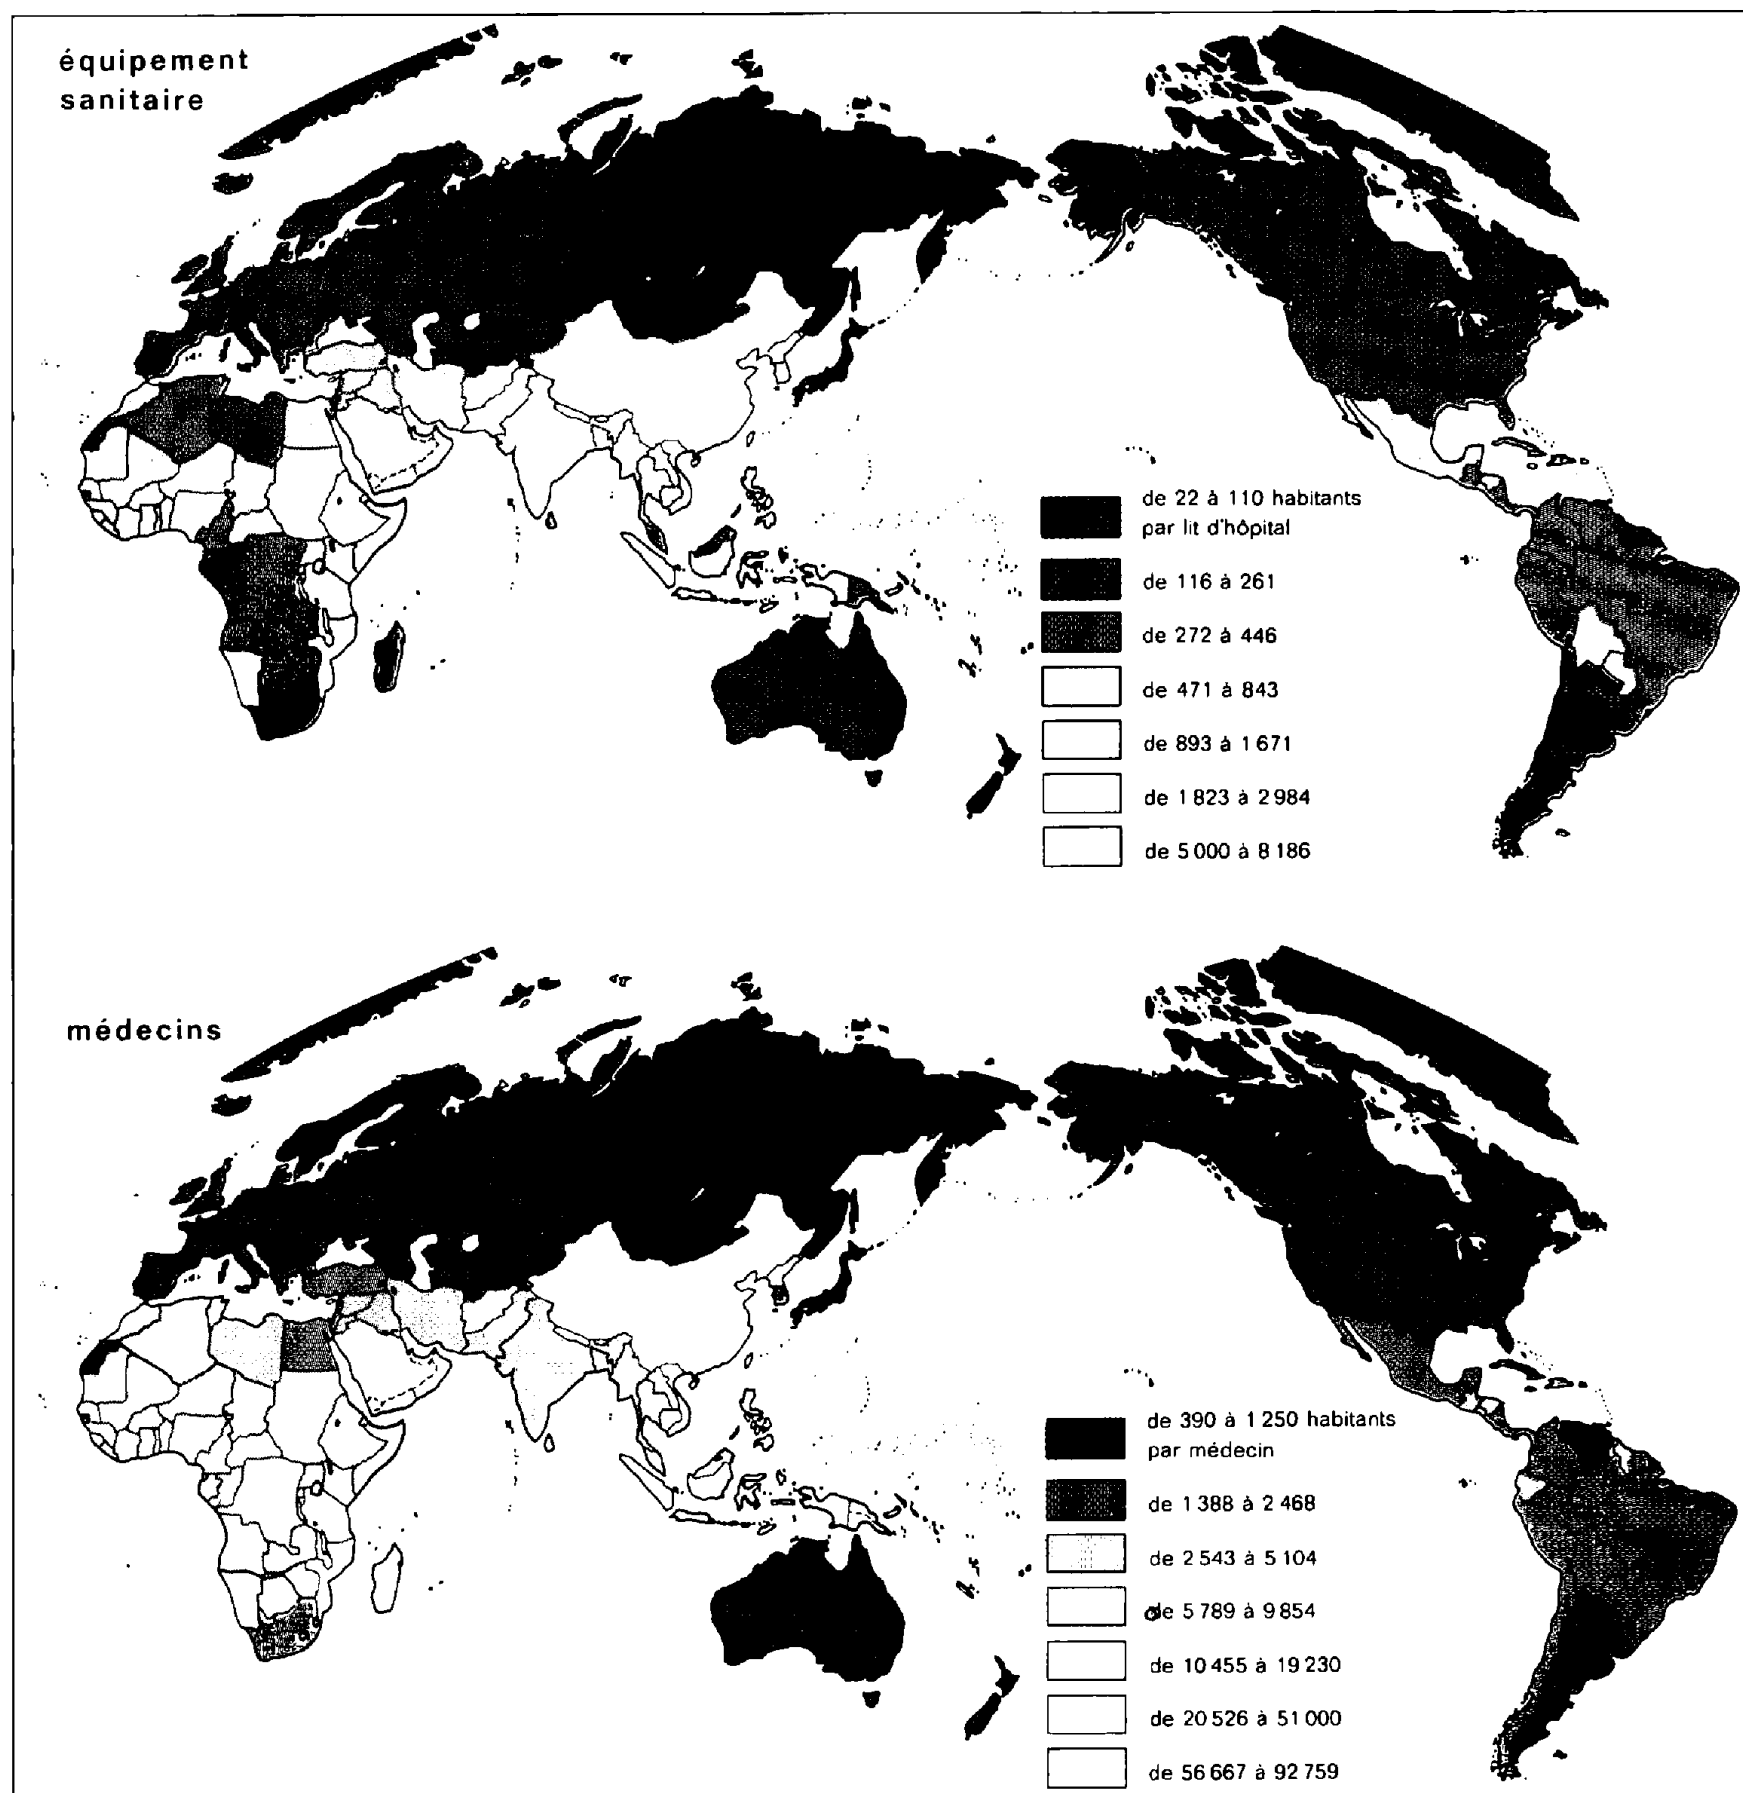 équipement
sanitaire
de 22 à 110 habitants
par lit d'hôpital
de 116 à 261
de 272 à 446
de 471 à 843
de 893 à 1 671
de 1 823 à 2 984
de 5 000 à 8 186
médecins
de 390 à 1 250 habitants
par médecin
de 1 388 à 2 468
de 2 543 à 5 104
de 5 789 à 9 854
de 10 455 à 19 230
de 20 526 à 51 000
de 56 667 à 92 759